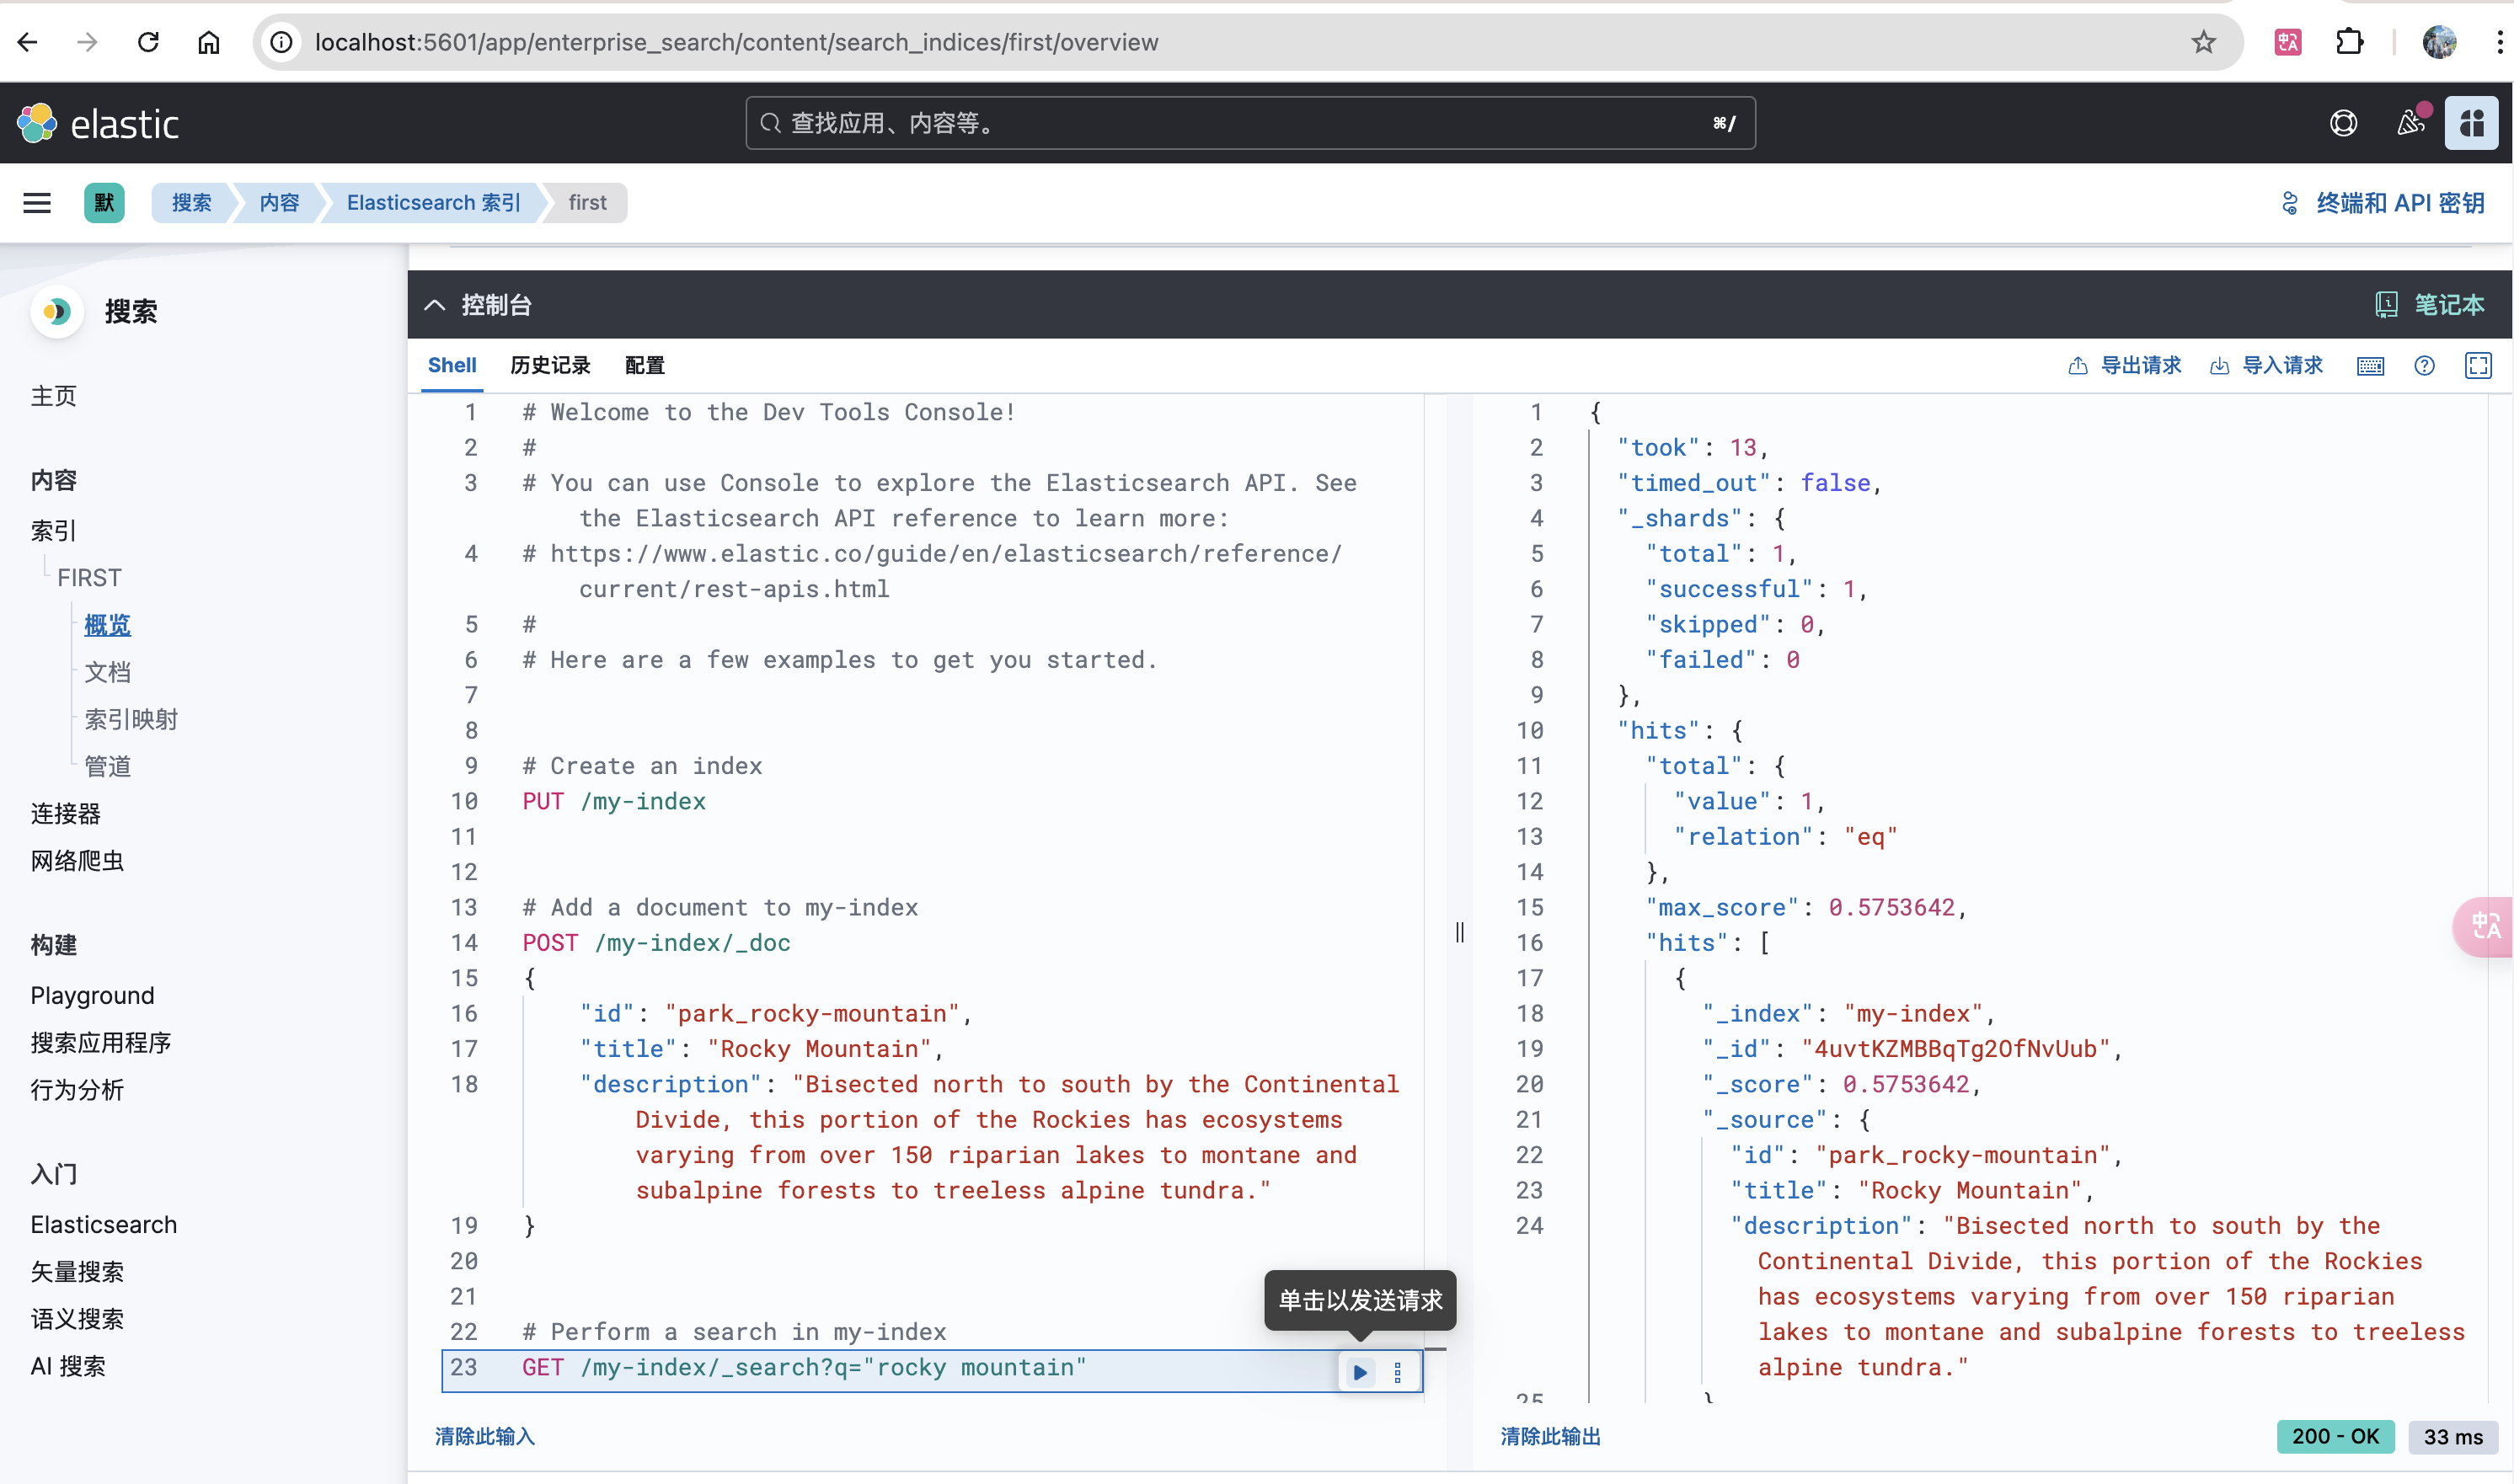 localhost:5601/app/enterprise_search/content/search_indices/first/overview
elastic
查找应用、内容等。
⌘/
默
搜索
内容
Elasticsearch 索引
first
终端和 API 密钥
搜索
主页
内容
索引
FIRST
概览
文档
索引映射
管道
连接器
网络爬虫
构建
Playground
搜索应用程序
行为分析
入门
Elasticsearch
矢量搜索
语义搜索
AI 搜索
控制台
笔记本
Shell
历史记录
配置
导出请求
导入请求
1 # Welcome to the Dev Tools Console!
2 #
3 # You can use Console to explore the Elasticsearch API. See
the Elasticsearch API reference to learn more:
4 # https://www.elastic.co/guide/en/elasticsearch/reference/
current/rest-apis.html
5 #
6 # Here are a few examples to get you started.
7
8
9 # Create an index
10 PUT /my-index
11
12
13 # Add a document to my-index
14 POST /my-index/_doc
15 {
16 "id": "park_rocky-mountain",
17 "title": "Rocky Mountain",
18 "description": "Bisected north to south by the Continental
Divide, this portion of the Rockies has ecosystems
varying from over 150 riparian lakes to montane and
subalpine forests to treeless alpine tundra."
19 }
20
21
22 # Perform a search in my-index
23 GET /my-index/_search?q="rocky mountain"
单击以发送请求
清除此输入
1 {
2 "took": 13,
3 "timed_out": false,
4 "_shards": {
5 "total": 1,
6 "successful": 1,
7 "skipped": 0,
8 "failed": 0
9 },
10 "hits": {
11 "total": {
12 "value": 1,
13 "relation": "eq"
14 },
15 "max_score": 0.5753642,
16 "hits": [
17 {
18 "_index": "my-index",
19 "_id": "4uvtKZMBBqTg2OfNvUub",
20 "_score": 0.5753642,
21 "_source": {
22 "id": "park_rocky-mountain",
23 "title": "Rocky Mountain",
24 "description": "Bisected north to south by the
Continental Divide, this portion of the Rockies
has ecosystems varying from over 150 riparian
lakes to montane and subalpine forests to treeless
alpine tundra."
25 }
清除此输出
200 - OK
33 ms